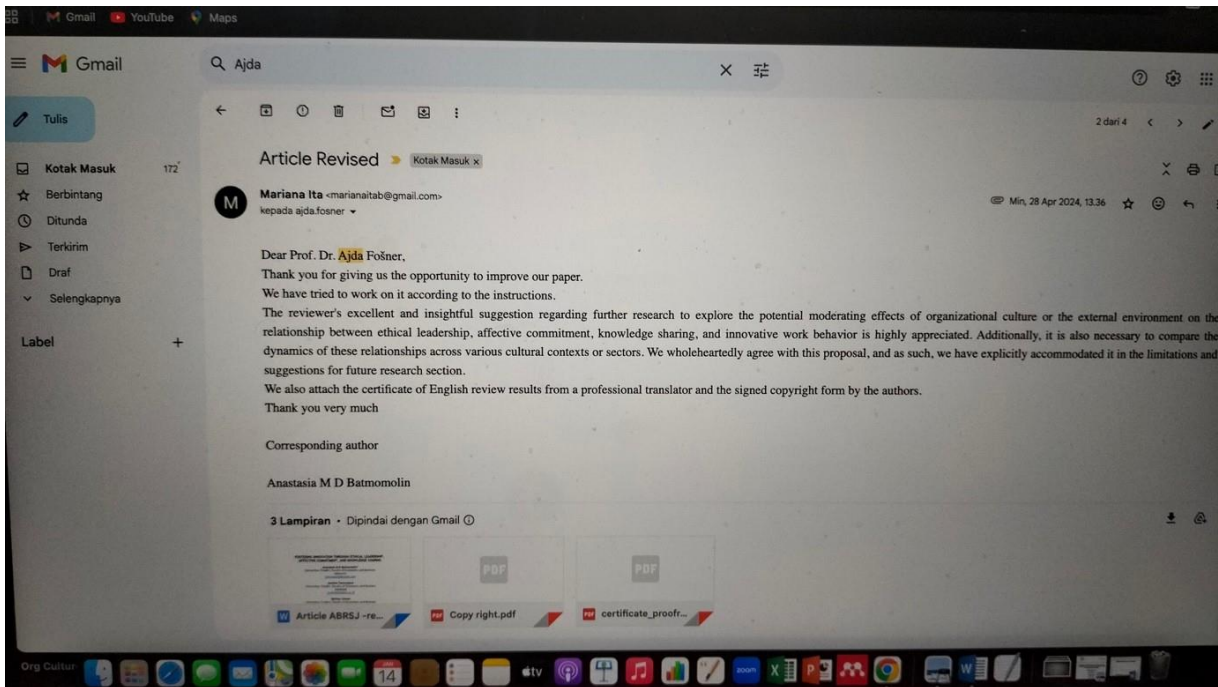 Gmail YouTube Maps
Gmail
Ajda
Tulis
2 dari 4
Article Revised Kotak Masuk x
Kotak Masuk 172
Berbintang
Ditunda
Terkirim
Draf
Selengkapnya
Label +
M
Mariana Ita <marianaitab@gmail.com>
kepada ajda.fosner
Min, 28 Apr 2024, 13.36
Dear Prof. Dr. Ajda Fošner,
Thank you for giving us the opportunity to improve our paper.
We have tried to work on it according to the instructions.
The reviewer's excellent and insightful suggestion regarding further research to explore the potential moderating effects of organizational culture or the external environment on the
relationship between ethical leadership, affective commitment, knowledge sharing, and innovative work behavior is highly appreciated. Additionally, it is also necessary to compare the
dynamics of these relationships across various cultural contexts or sectors. We wholeheartedly agree with this proposal, and as such, we have explicitly accommodated it in the limitations and
suggestions for future research section.
We also attach the certificate of English review results from a professional translator and the signed copyright form by the authors.
Thank you very much
Corresponding author
Anastasia M D Batmomolin
3 Lampiran • Dipindai dengan Gmail
PDF
PDF
W Article ABRSJ -re...
PDF Copy right.pdf
PDF certificate_proofr...
Org Cultur
14
tv
zoom
X
P
W